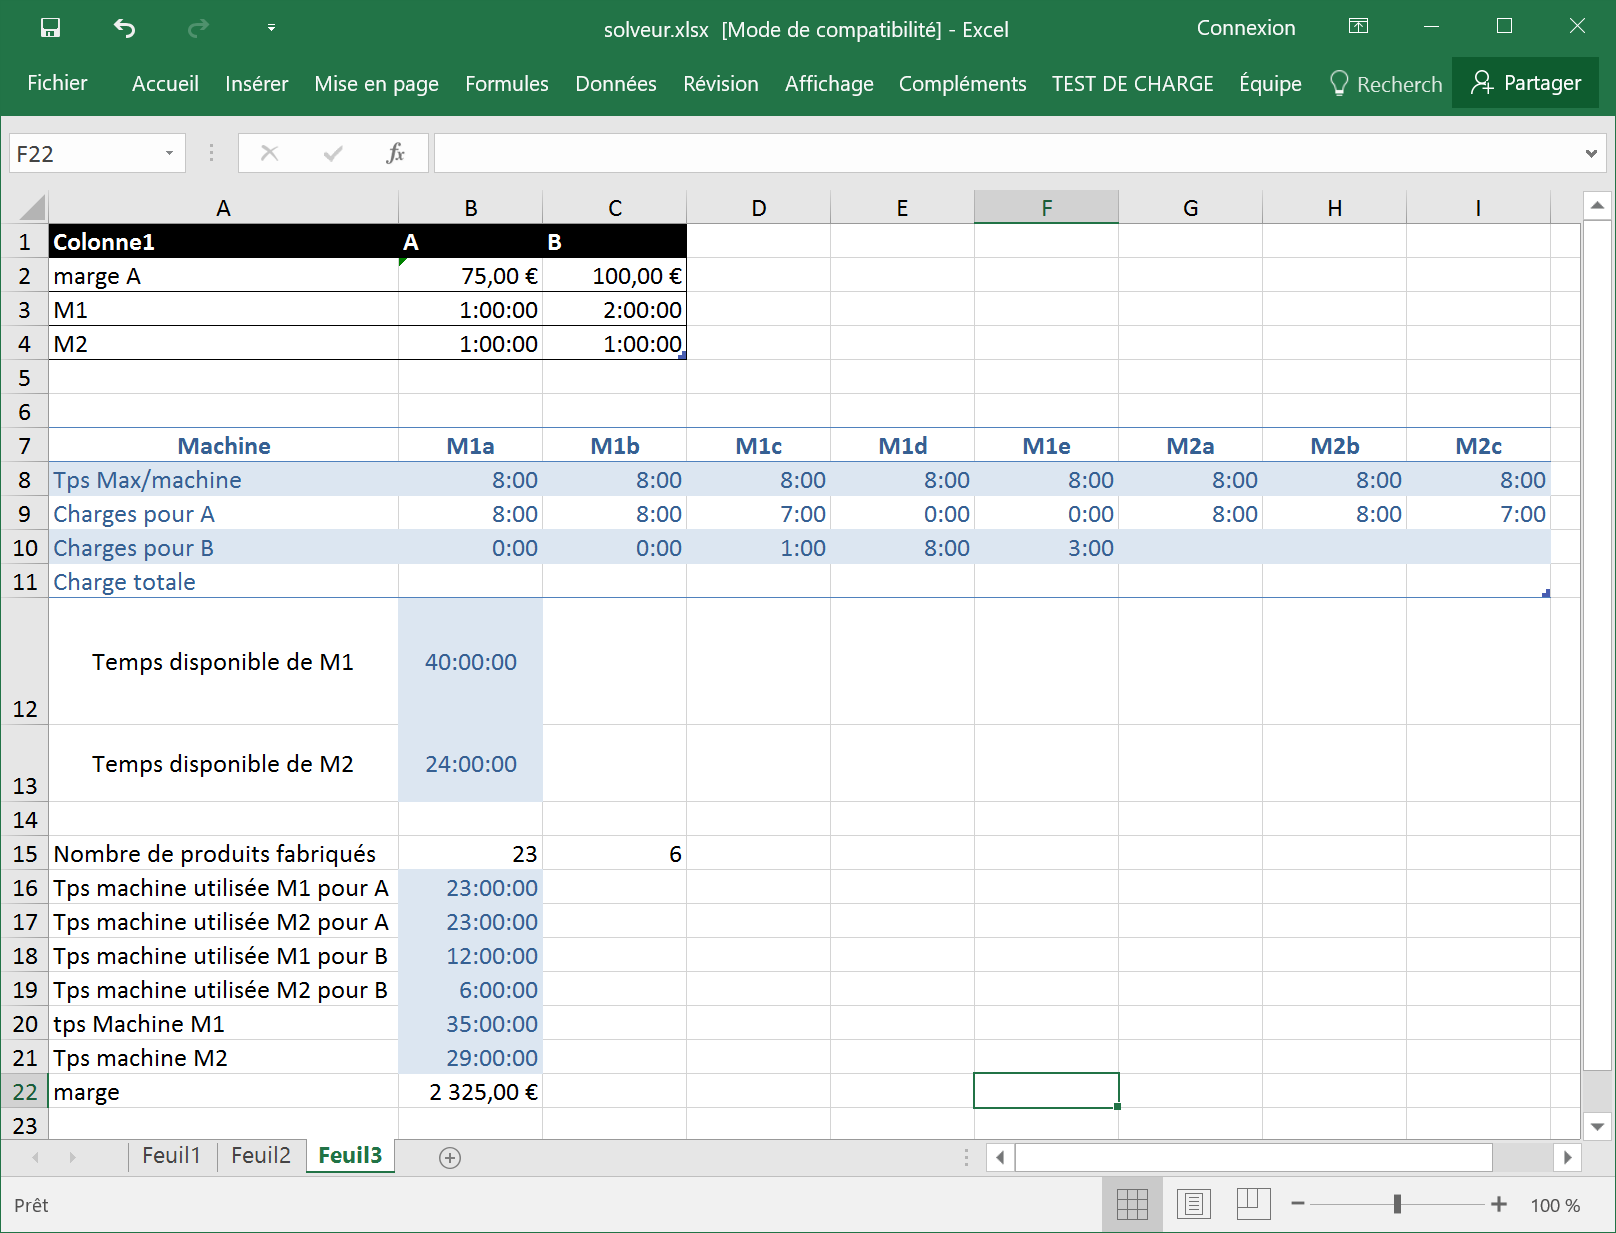 solveur.xlsx [Mode de compatibilité] - Excel Connexion
Fichier Accueil Insérer Mise en page Formules Données Révision Affichage Compléments TEST DE CHARGE Équipe Recherch Partager
F22 fx
A B C D E F G H I
1 Colonne1 A B
2 marge A 75,00 € 100,00 €
3 M1 1:00:00 2:00:00
4 M2 1:00:00 1:00:00
5
6
7 Machine M1a M1b M1c M1d M1e M2a M2b M2c
8 Tps Max/machine 8:00 8:00 8:00 8:00 8:00 8:00 8:00 8:00
9 Charges pour A 8:00 8:00 7:00 0:00 0:00 8:00 8:00 7:00
10 Charges pour B 0:00 0:00 1:00 8:00 3:00
11 Charge totale
12 Temps disponible de M1 40:00:00
13 Temps disponible de M2 24:00:00
14
15 Nombre de produits fabriqués 23 6
16 Tps machine utilisée M1 pour A 23:00:00
17 Tps machine utilisée M2 pour A 23:00:00
18 Tps machine utilisée M1 pour B 12:00:00
19 Tps machine utilisée M2 pour B 6:00:00
20 tps Machine M1 35:00:00
21 Tps machine M2 29:00:00
22 marge 2 325,00 €
23
Feuil1 Feuil2 Feuil3
Prêt 100 %